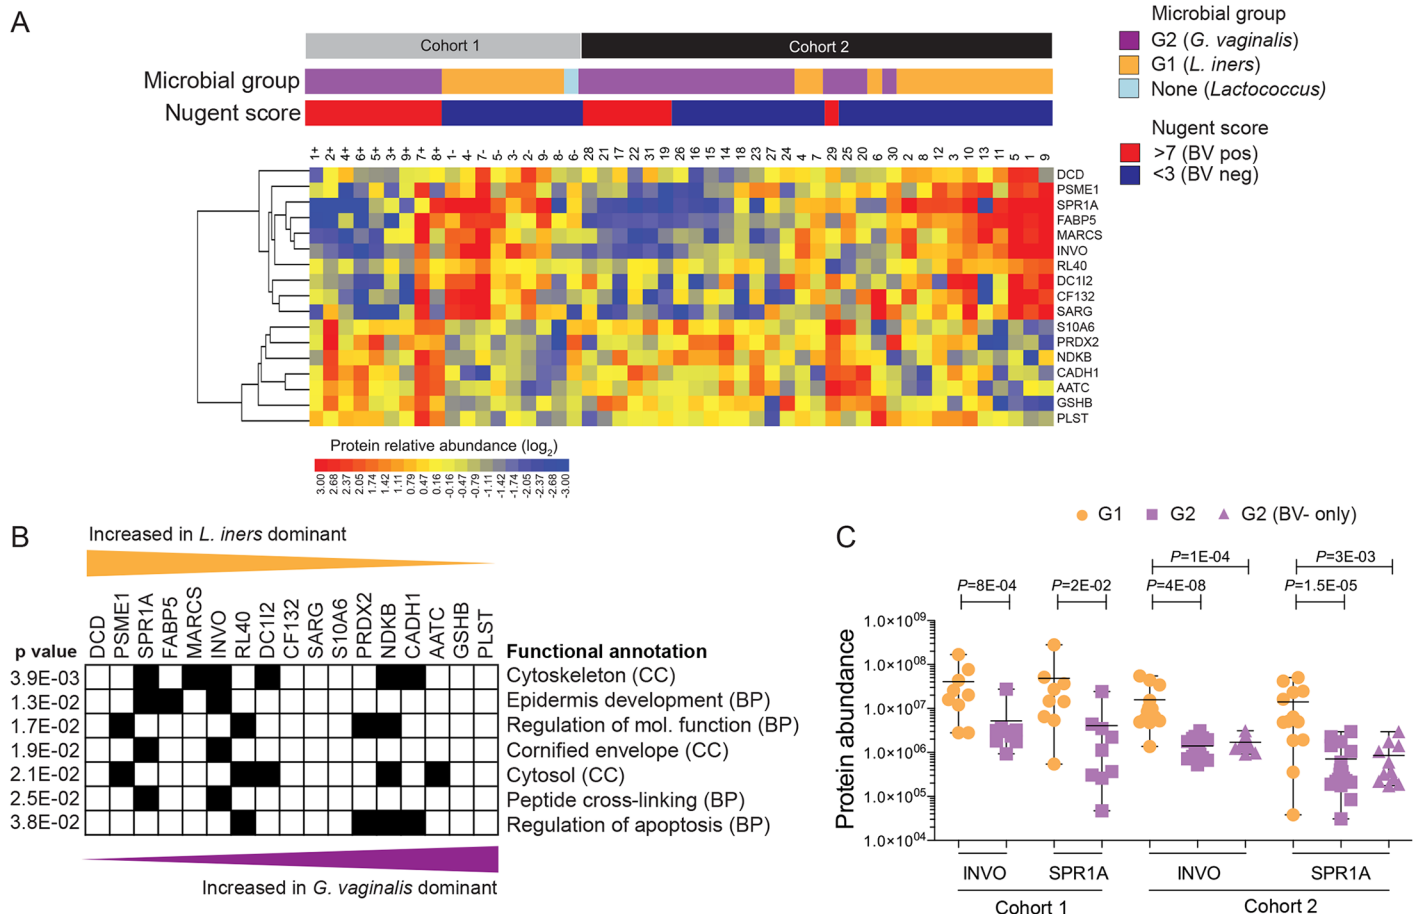 A
Cohort 1
Cohort 2
Microbial group
Nugent score
Microbial group
G2 (G. vaginalis)
G1 (L. iners)
None (Lactococcus)
Nugent score
>7 (BV pos)
<3 (BV neg)
1+ 2+ 4+ 6+ 5+ 3+ 9+ 7+ 8+ 1- 4- 7- 5- 3- 2- 9- 8- 6- 28 21 17 22 31 19 26 16 15 14 18 23 27 24 4 7 29 25 20 6 30 2 8 12 3 10 13 11 5 1 9
DCD
PSME1
SPR1A
FABP5
MARCS
INVO
RL40
DC1I2
CF132
SARG
S10A6
PRDX2
NDKB
CADH1
AATC
GSHB
PLST
Protein relative abundance (log2)
3.00 2.68 2.37 2.05 1.74 1.42 1.11 0.79 0.47 0.16 -0.16 -0.47 -0.79 -1.11 -1.42 -1.74 -2.05 -2.37 -2.68 -3.00
B
Increased in L. iners dominant
DCD PSME1 SPR1A FABP5 MARCS INVO RL40 DC1I2 CF132 SARG S10A6 PRDX2 NDKB CADH1 AATC GSHB PLST
p value
Functional annotation
3.9E-03 Cytoskeleton (CC)
1.3E-02 Epidermis development (BP)
1.7E-02 Regulation of mol. function (BP)
1.9E-02 Cornified envelope (CC)
2.1E-02 Cytosol (CC)
2.5E-02 Peptide cross-linking (BP)
3.8E-02 Regulation of apoptosis (BP)
Increased in G. vaginalis dominant
C
G1 G2 G2 (BV- only)
P=1E-04 P=3E-03
P=8E-04 P=2E-02 P=4E-08 P=1.5E-05
Protein abundance
1.0×10^09
1.0×10^08
1.0×10^07
1.0×10^06
1.0×10^05
1.0×10^04
INVO SPR1A INVO SPR1A
Cohort 1 Cohort 2